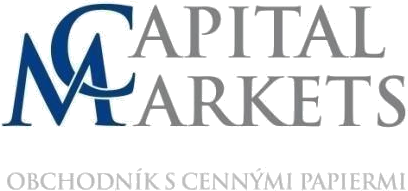 CAPITAL
MARKETS
OBCHODNÍK S CENNÝMI PAPIERMI